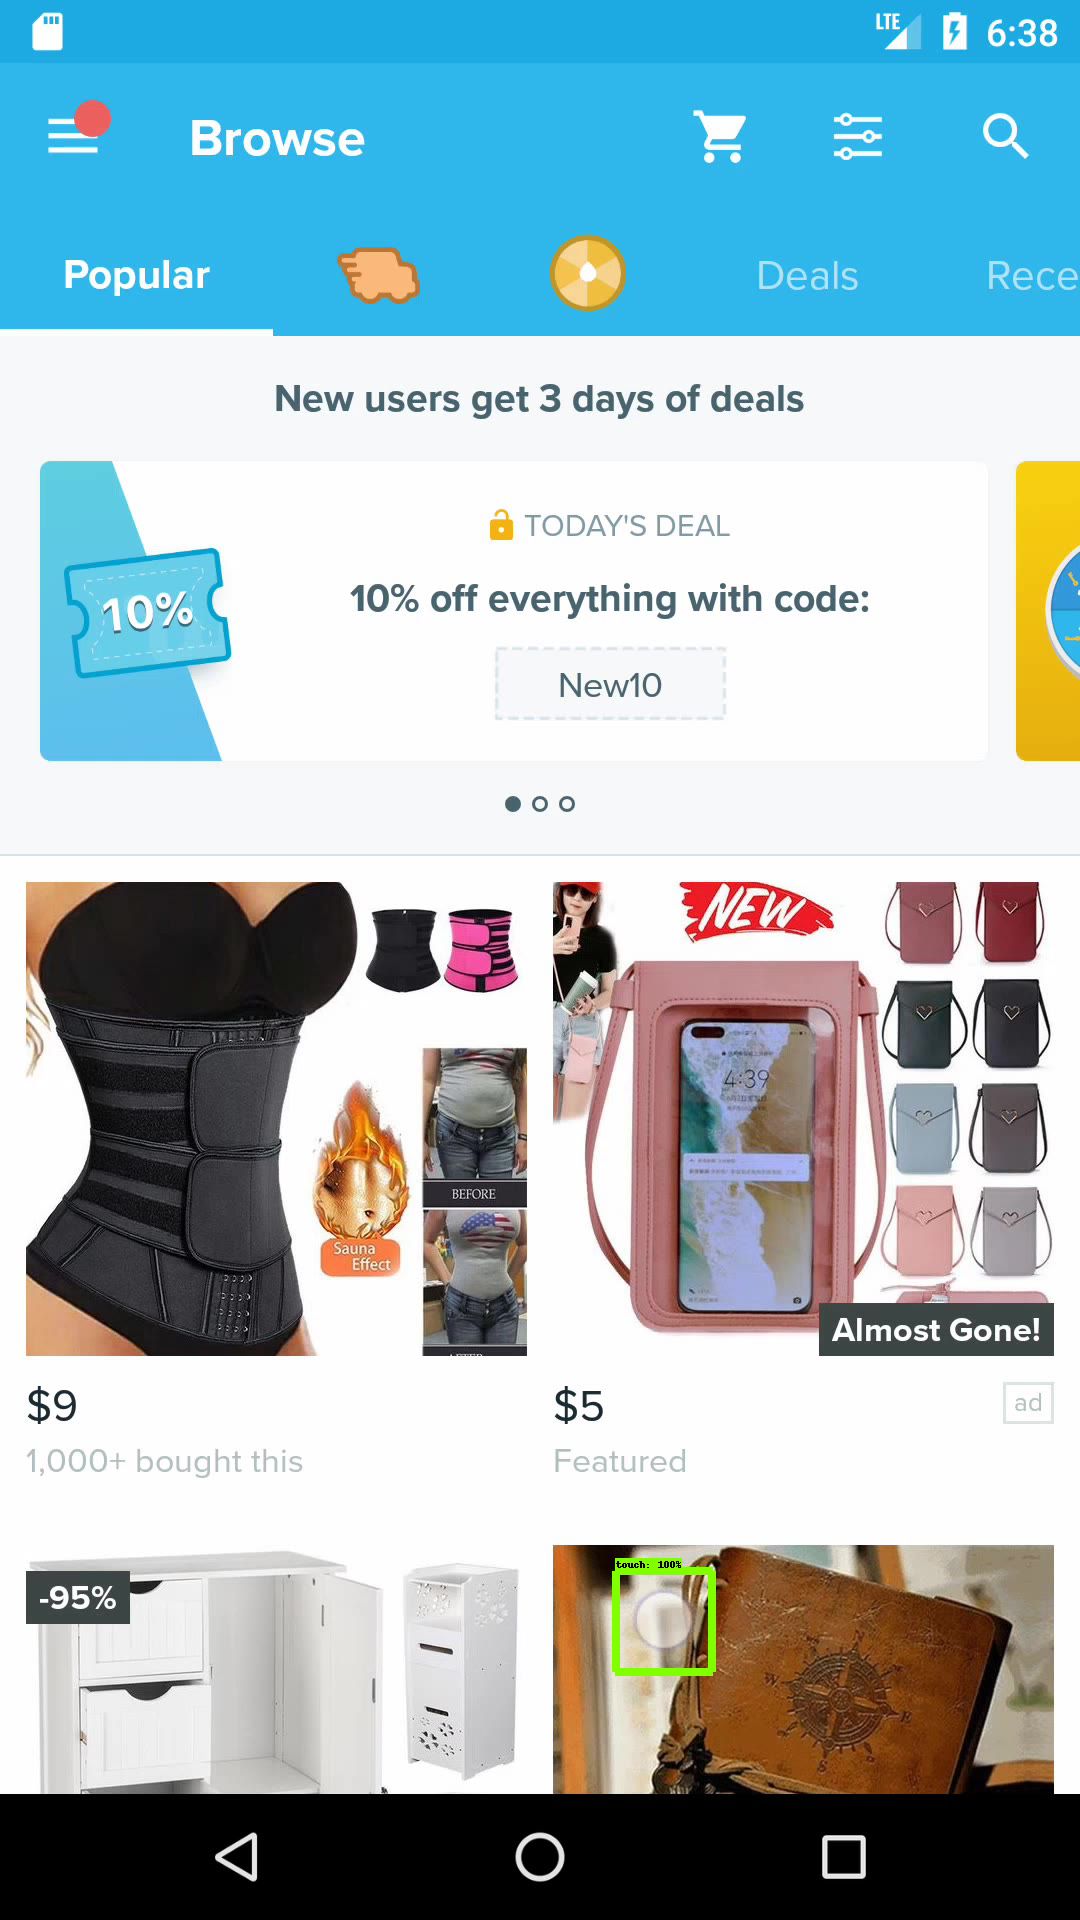 LTE 6:38
Browse
Popular Deals Rece
New users get 3 days of deals
TODAY'S DEAL
10%
10% off everything with code:
New10
NEW
4:39
BEFORE
Sauna
Effect
Almost Gone!
$9
1,000+ bought this
$5
ad
Featured
-95%
touch: 100%